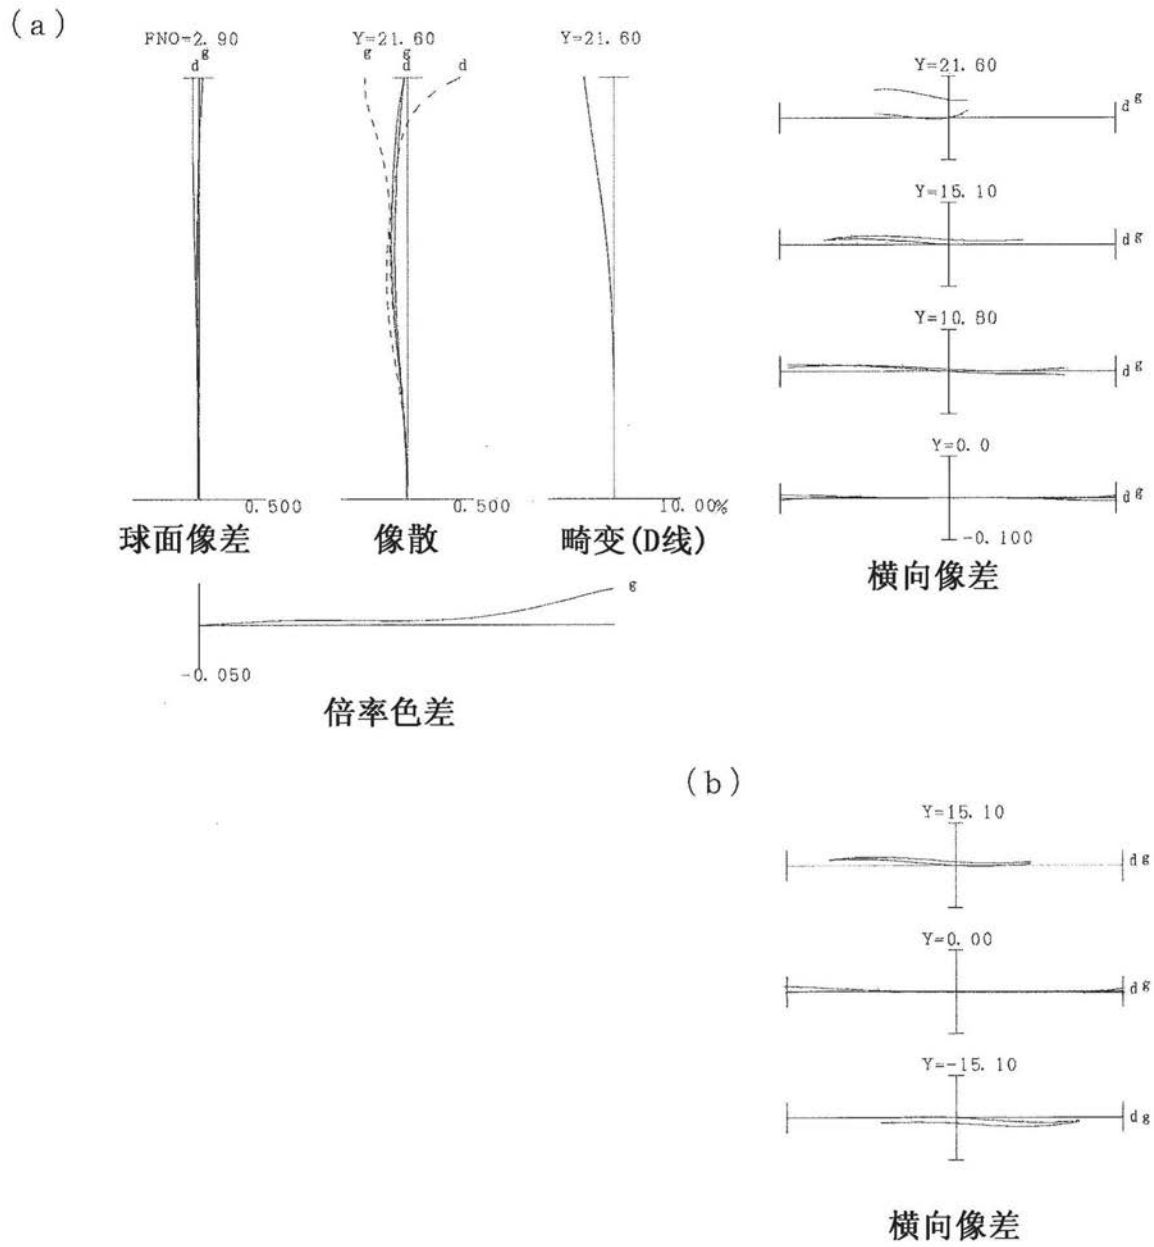 (a)
FNO=2.90
d g
Y=21.60
g g
d d
Y=21.60
0.500
0.500
10.00%
球面像差
像散
畸变(D线)
g
-0.050
倍率色差
Y=21.60
d g
Y=15.10
d g
Y=10.80
d g
Y=0.0
d g
-0.100
横向像差
(b)
Y=15.10
d g
Y=0.00
d g
Y=-15.10
d g
横向像差